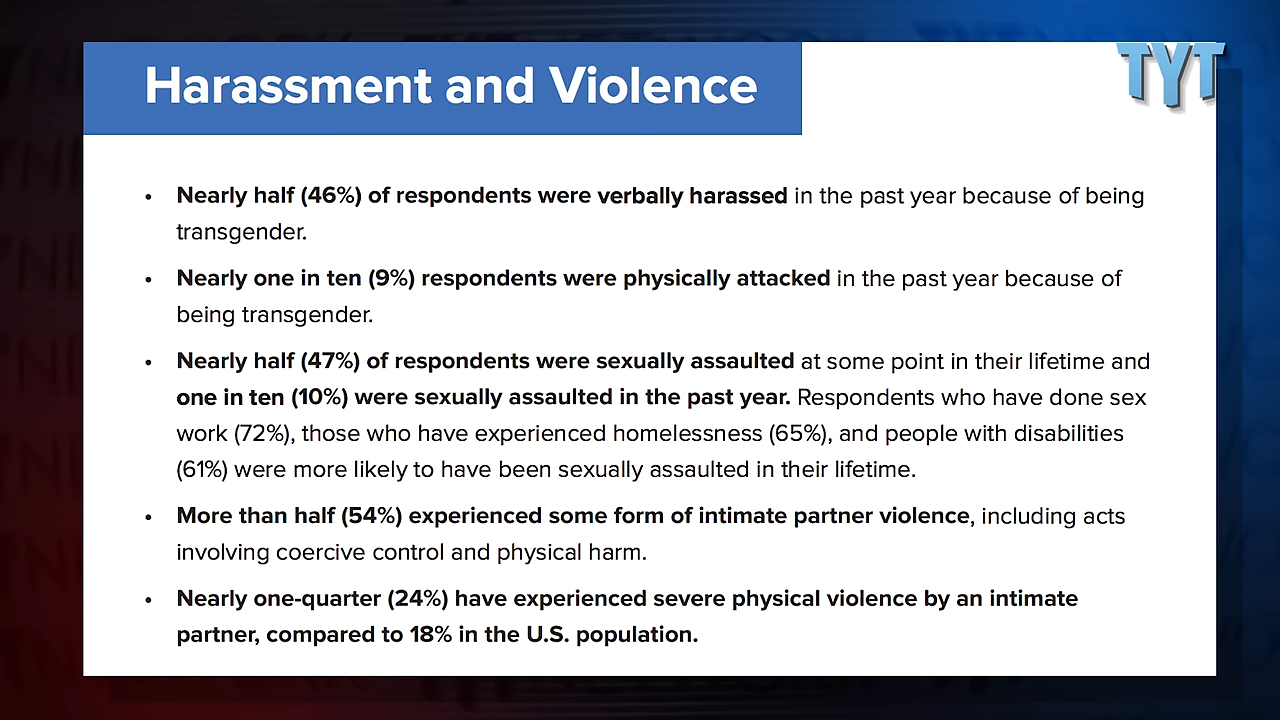 TYT
Harassment and Violence
• Nearly half (46%) of respondents were verbally harassed in the past year because of being
transgender.
• Nearly one in ten (9%) respondents were physically attacked in the past year because of
being transgender.
• Nearly half (47%) of respondents were sexually assaulted at some point in their lifetime and
one in ten (10%) were sexually assaulted in the past year. Respondents who have done sex
work (72%), those who have experienced homelessness (65%), and people with disabilities
(61%) were more likely to have been sexually assaulted in their lifetime.
• More than half (54%) experienced some form of intimate partner violence, including acts
involving coercive control and physical harm.
• Nearly one-quarter (24%) have experienced severe physical violence by an intimate
partner, compared to 18% in the U.S. population.